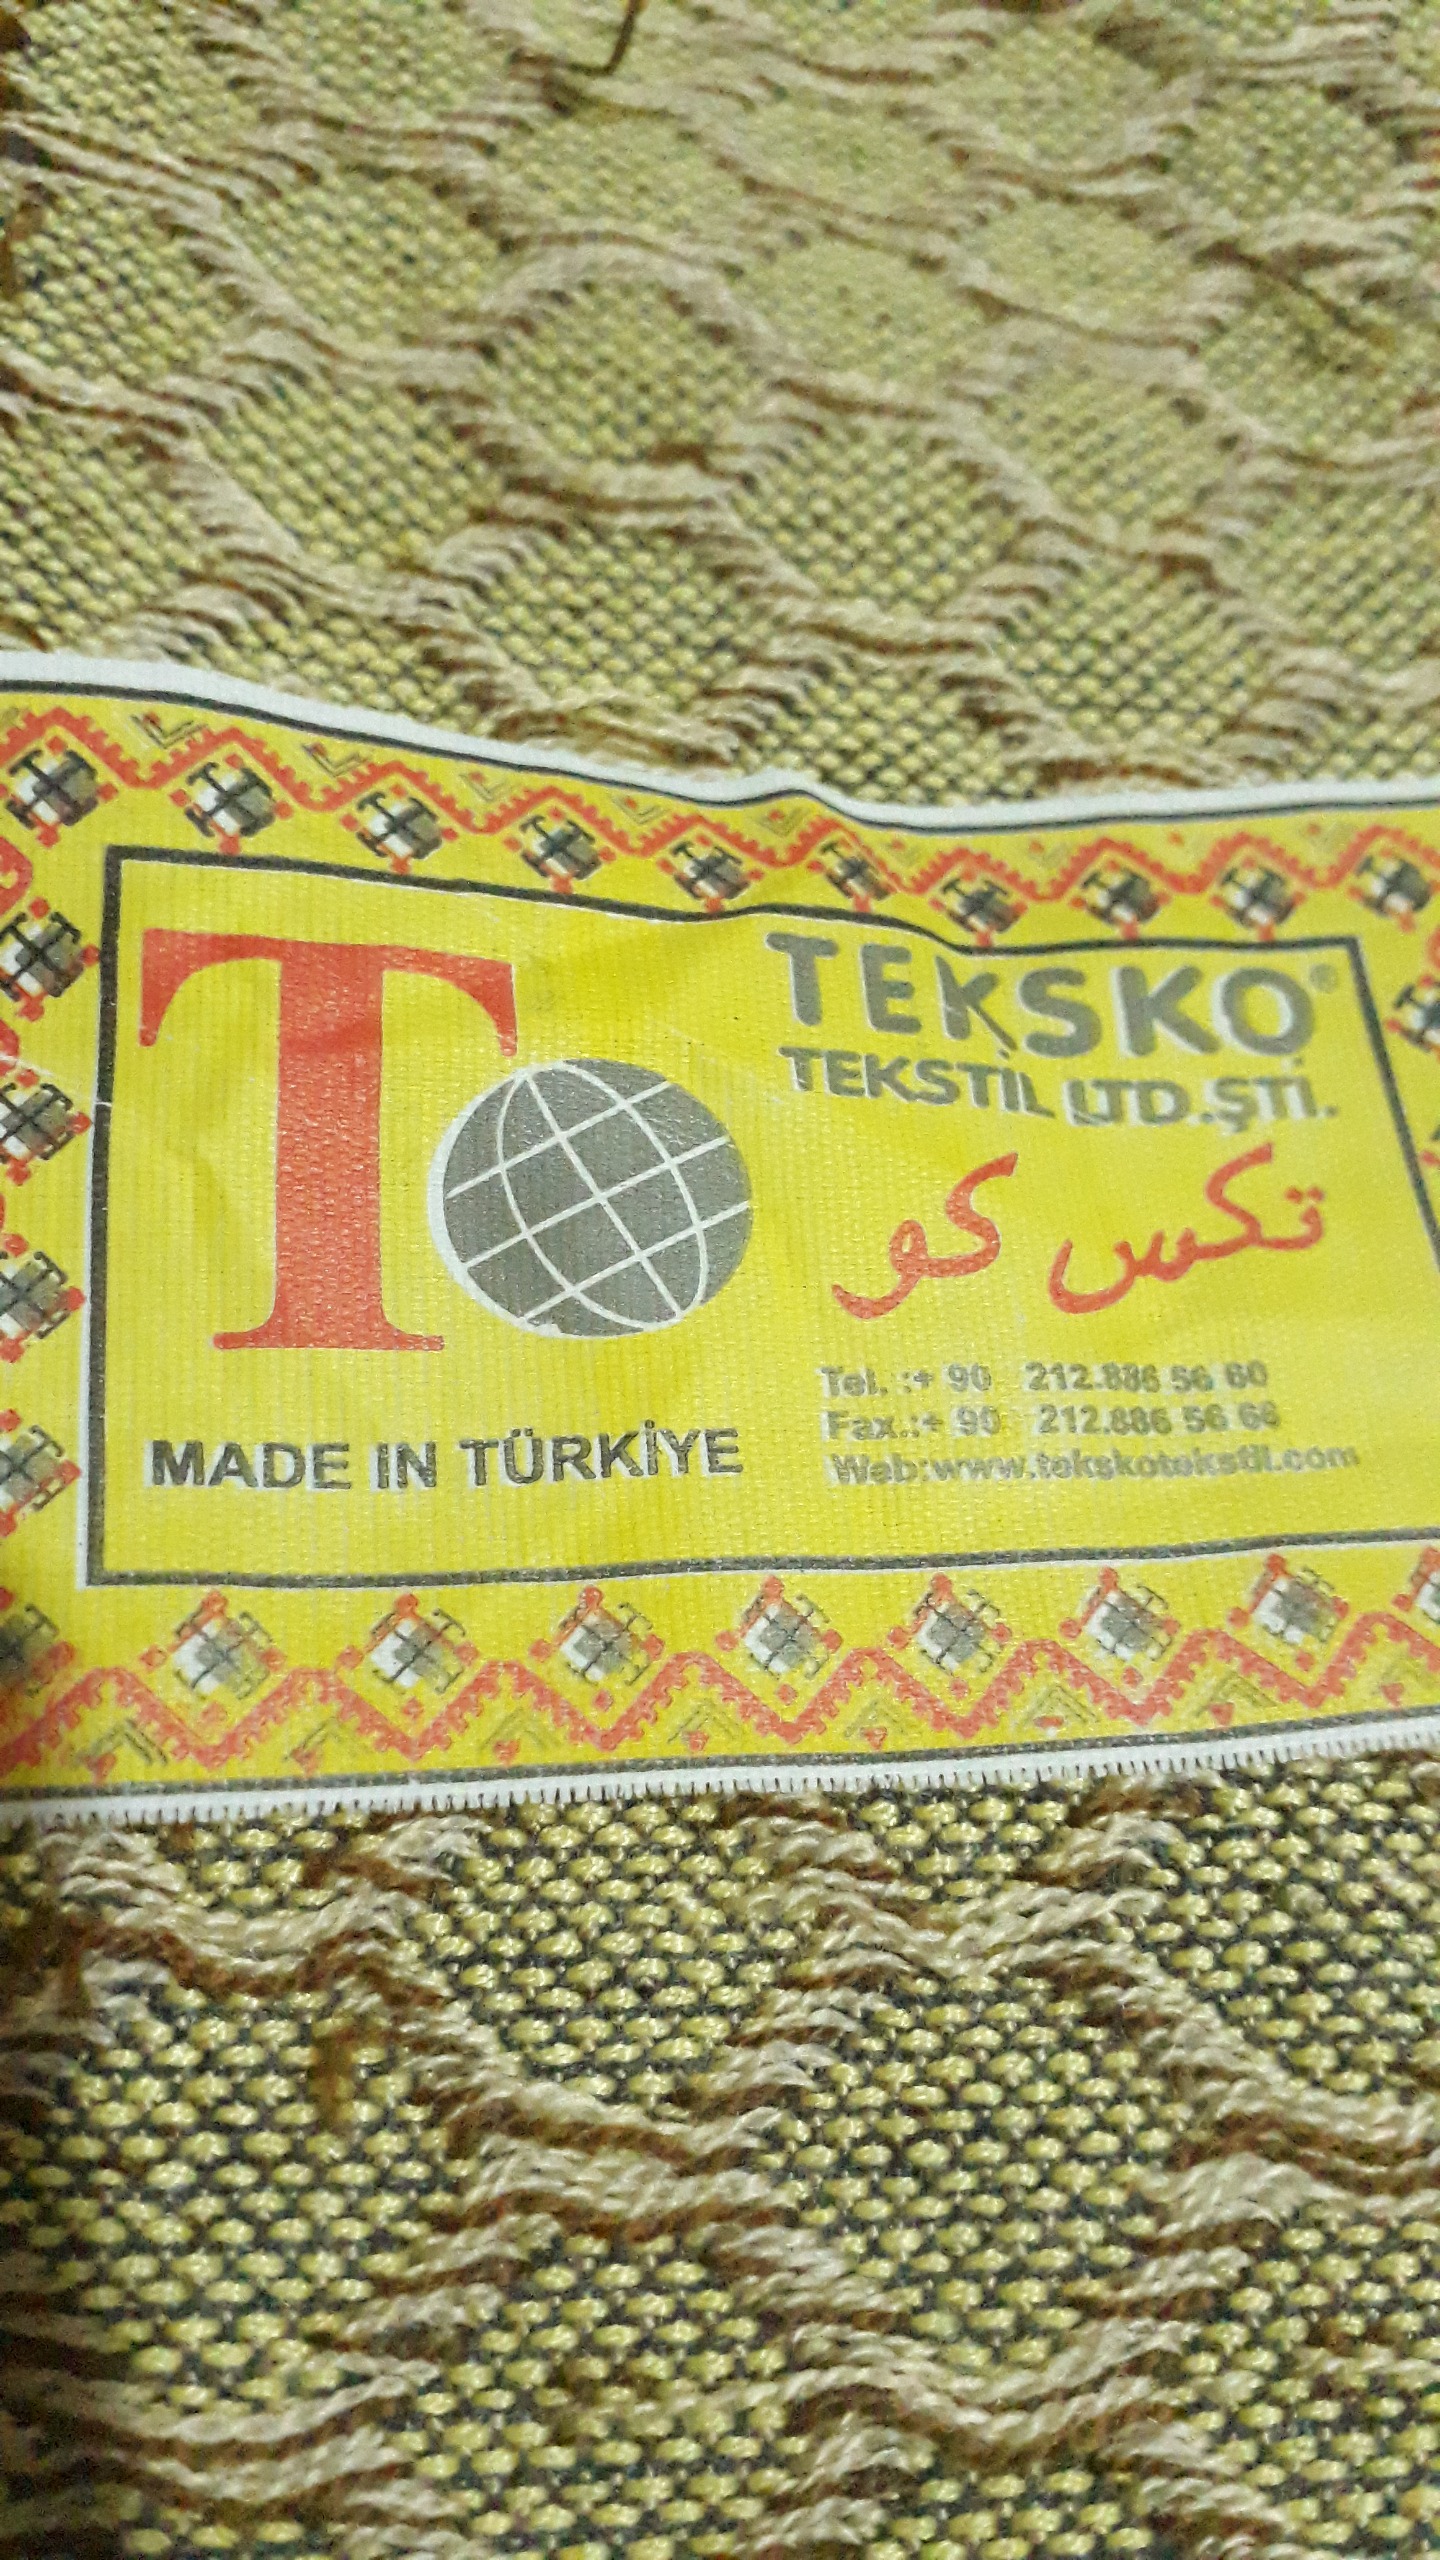 T
TEKSKO®
TEKSTİL LTD.ŞTİ.
تكس كو
Tel. :+ 90 212.886 56 60
Fax.:+ 90 212.886 56 66
Web:www.tekskotekstil.com
MADE IN TÜRKİYE